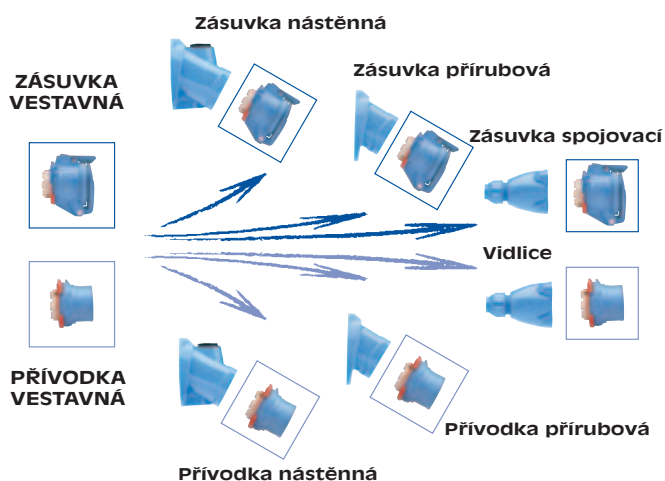 Zásuvka nástěnná
ZÁSUVKA
VESTAVNÁ
Zásuvka přírubová
Zásuvka spojovací
Vidlice
PŘÍVODKA
VESTAVNÁ
Přívodka přírubová
Přívodka nástěnná